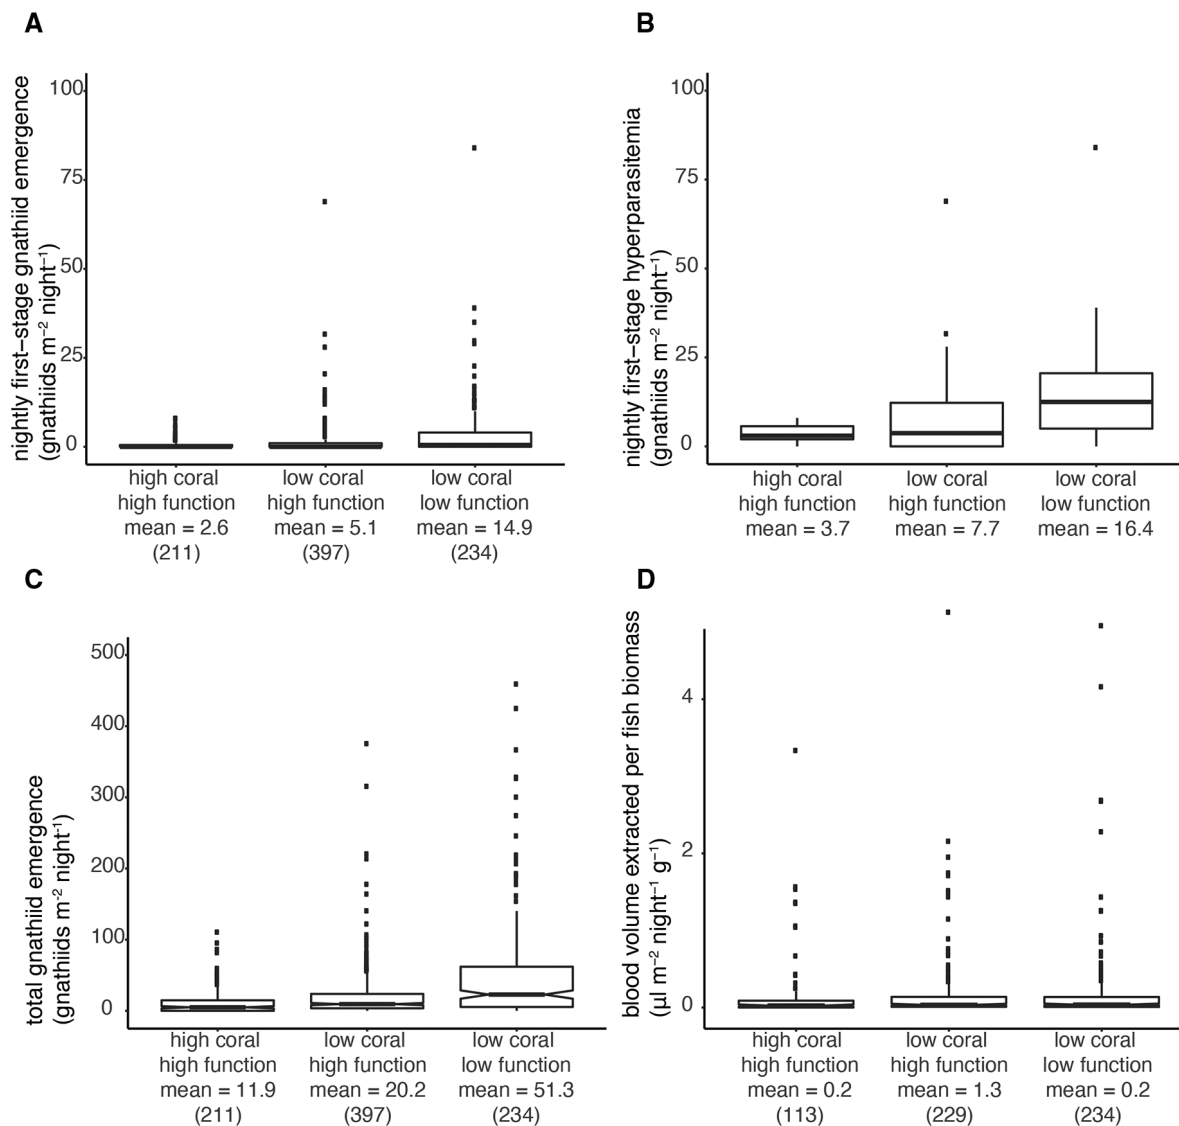 A
nightly first−stage gnathiid emergence
(gnathiids m⁻² night⁻¹)
100
75
50
25
0
high coral
high function
mean = 2.6
(211)
low coral
high function
mean = 5.1
(397)
low coral
low function
mean = 14.9
(234)
B
nightly first−stage hyperparasitemia
(gnathiids m⁻² night⁻¹)
100
75
50
25
0
high coral
high function
mean = 3.7
low coral
high function
mean = 7.7
low coral
low function
mean = 16.4
C
total gnathiid emergence
(gnathiids m⁻² night⁻¹)
500
400
300
200
100
0
high coral
high function
mean = 11.9
(211)
low coral
high function
mean = 20.2
(397)
low coral
low function
mean = 51.3
(234)
D
blood volume extracted per fish biomass
(µl m⁻² night⁻¹ g⁻¹)
4
2
0
high coral
high function
mean = 0.2
(113)
low coral
high function
mean = 1.3
(229)
low coral
low function
mean = 0.2
(234)